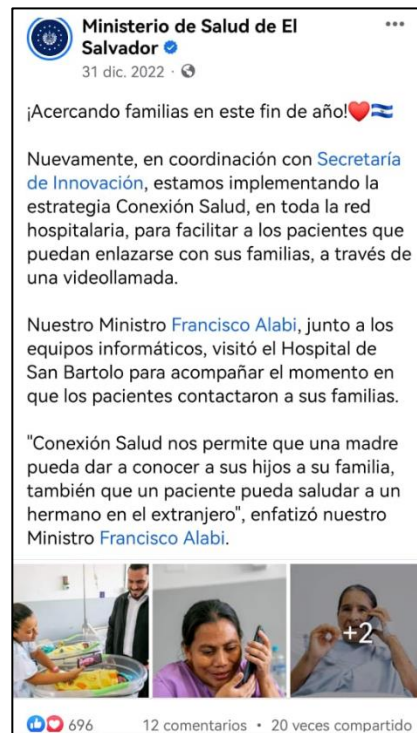 Ministerio de Salud de El
Salvador
31 dic. 2022 ·
¡Acercando familias en este fin de año!❤️🇸🇻
Nuevamente, en coordinación con Secretaría
de Innovación, estamos implementando la
estrategia Conexión Salud, en toda la red
hospitalaria, para facilitar a los pacientes que
puedan enlazarse con sus familias, a través de
una videollamada.
Nuestro Ministro Francisco Alabi, junto a los
equipos informáticos, visitó el Hospital de
San Bartolo para acompañar el momento en
que los pacientes contactaron a sus familias.
"Conexión Salud nos permite que una madre
pueda dar a conocer a sus hijos a su familia,
también que un paciente pueda saludar a un
hermano en el extranjero", enfatizó nuestro
Ministro Francisco Alabi.
+2
696 12 comentarios • 20 veces compartido